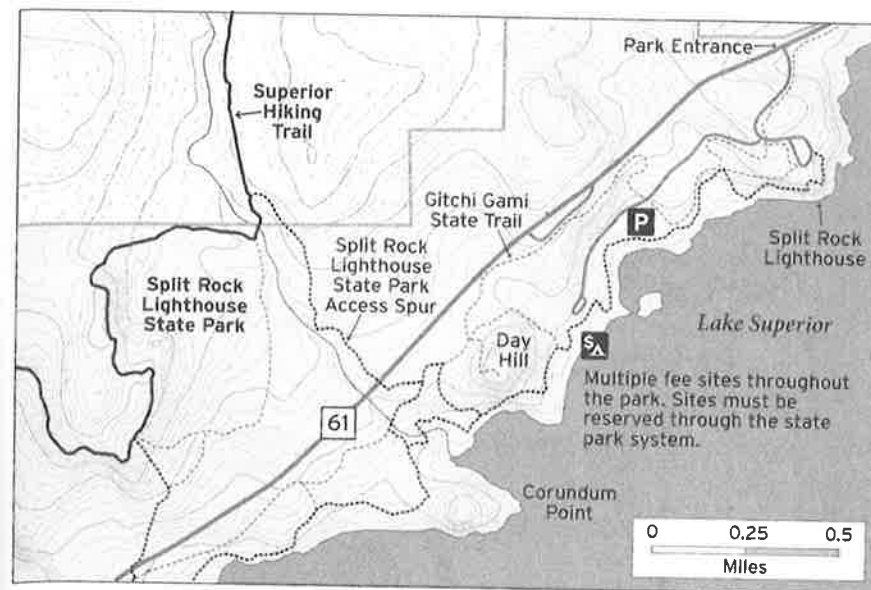 Park Entrance
Superior
Hiking
Trail
Gitchi Gami
State Trail
P
Split Rock
Lighthouse
Split Rock
Lighthouse
State Park
Access Spur
Split Rock
Lighthouse
State Park
Lake Superior
Day
Hill
$
Multiple fee sites throughout
the park. Sites must be
reserved through the state
park system.
61
Corundum
Point
0 0.25 0.5
Miles